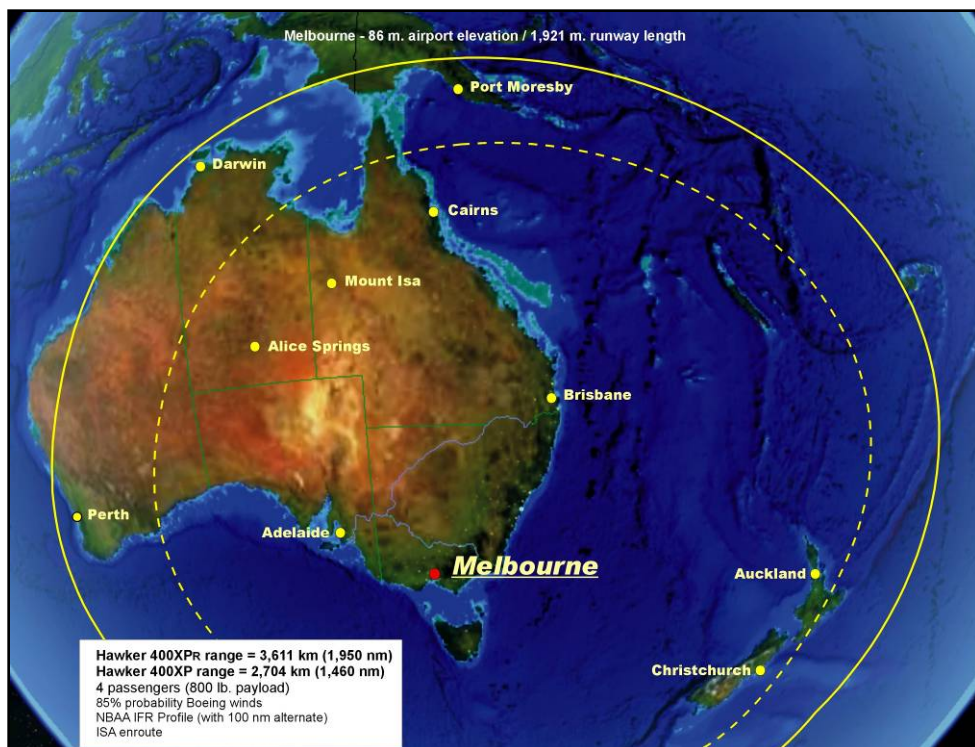 Melbourne - 86 m. airport elevation / 1,921 m. runway length
Port Moresby
Darwin
Cairns
Mount Isa
Alice Springs
Brisbane
Perth
Adelaide
Melbourne
Auckland
Christchurch
Hawker 400XPR range = 3,611 km (1,950 nm)
Hawker 400XP range = 2,704 km (1,460 nm)
4 passengers (800 lb. payload)
85% probability Boeing winds
NBAA IFR Profile (with 100 nm alternate)
ISA enroute